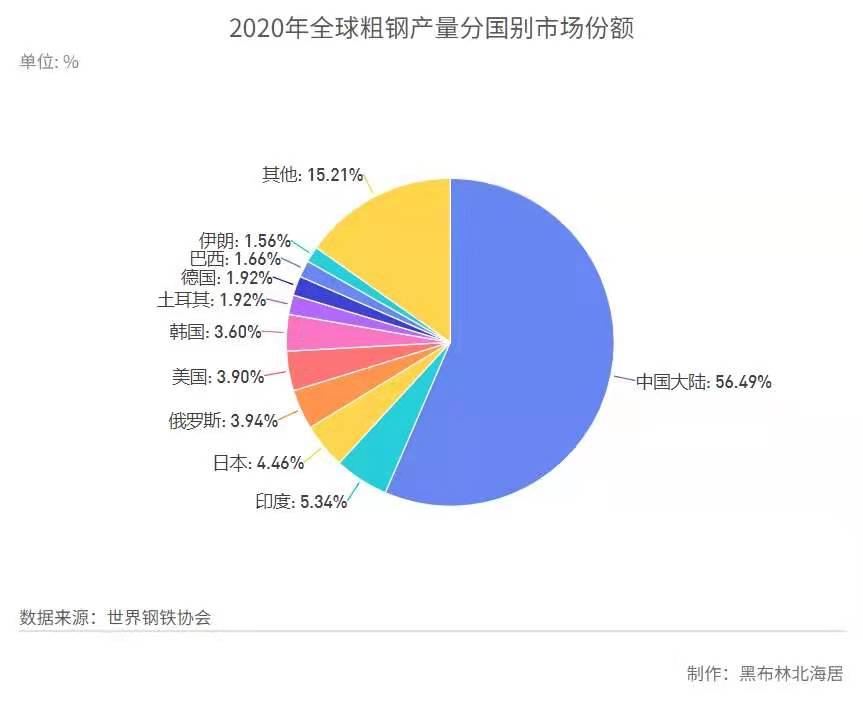 2020年全球粗钢产量分国别市场份额
单位: %
其他: 15.21%
伊朗: 1.56%
巴西: 1.66%
德国: 1.92%
土耳其: 1.92%
韩国: 3.60%
美国: 3.90%
中国大陆: 56.49%
俄罗斯: 3.94%
日本: 4.46%
印度: 5.34%
数据来源：世界钢铁协会
制作：黑布林北海居